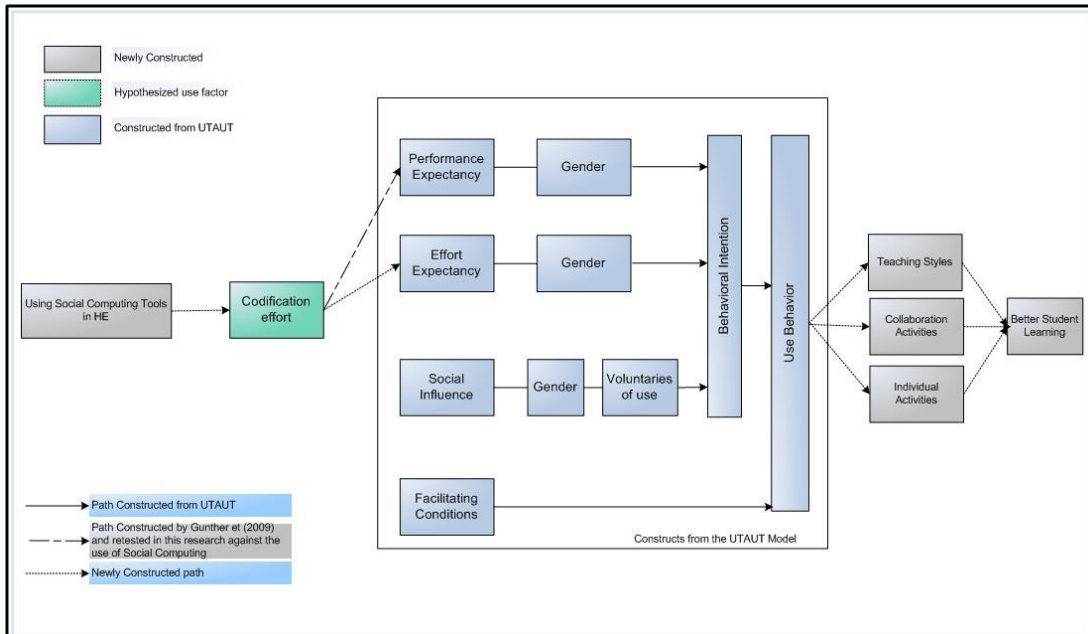 Newly Constructed
Hypothesized use factor
Constructed from UTAUT
Using Social Computing Tools
in HE
Codification
effort
Performance
Expectancy
Gender
Effort
Expectancy
Gender
Social
Influence
Gender
Voluntaries
of use
Facilitating
Conditions
Behavioral Intention
Use Behavior
Constructs from the UTAUT Model
Teaching Styles
Collaboration
Activities
Individual
Activities
Better Student
Learning
Path Constructed from UTAUT
Path Constructed by Gunther et (2009)
and retested in this research against the
use of Social Computing
Newly Constructed path